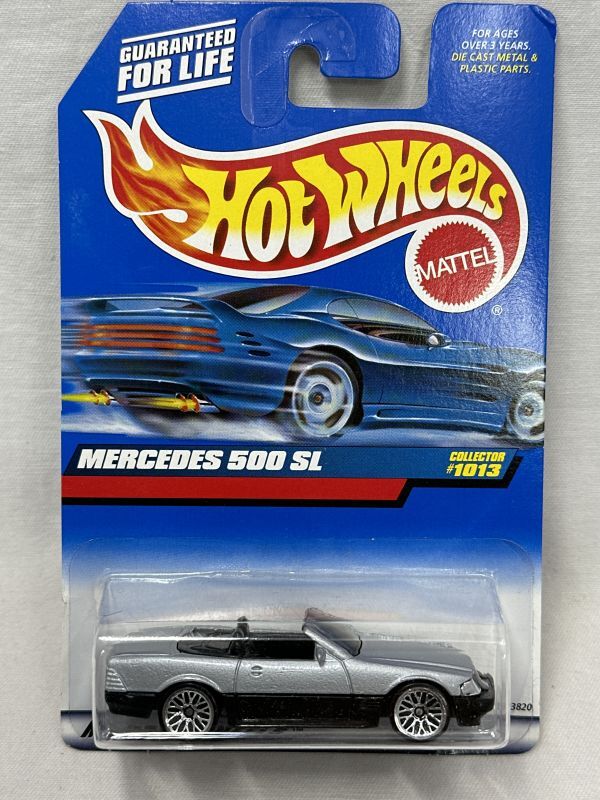 GUARANTEED
FOR LIFE
FOR AGES
OVER 3 YEARS.
DIE CAST METAL &
PLASTIC PARTS.
HOT WHEELS
MATTEL
®
MERCEDES 500 SL
COLLECTOR
#1013
3820